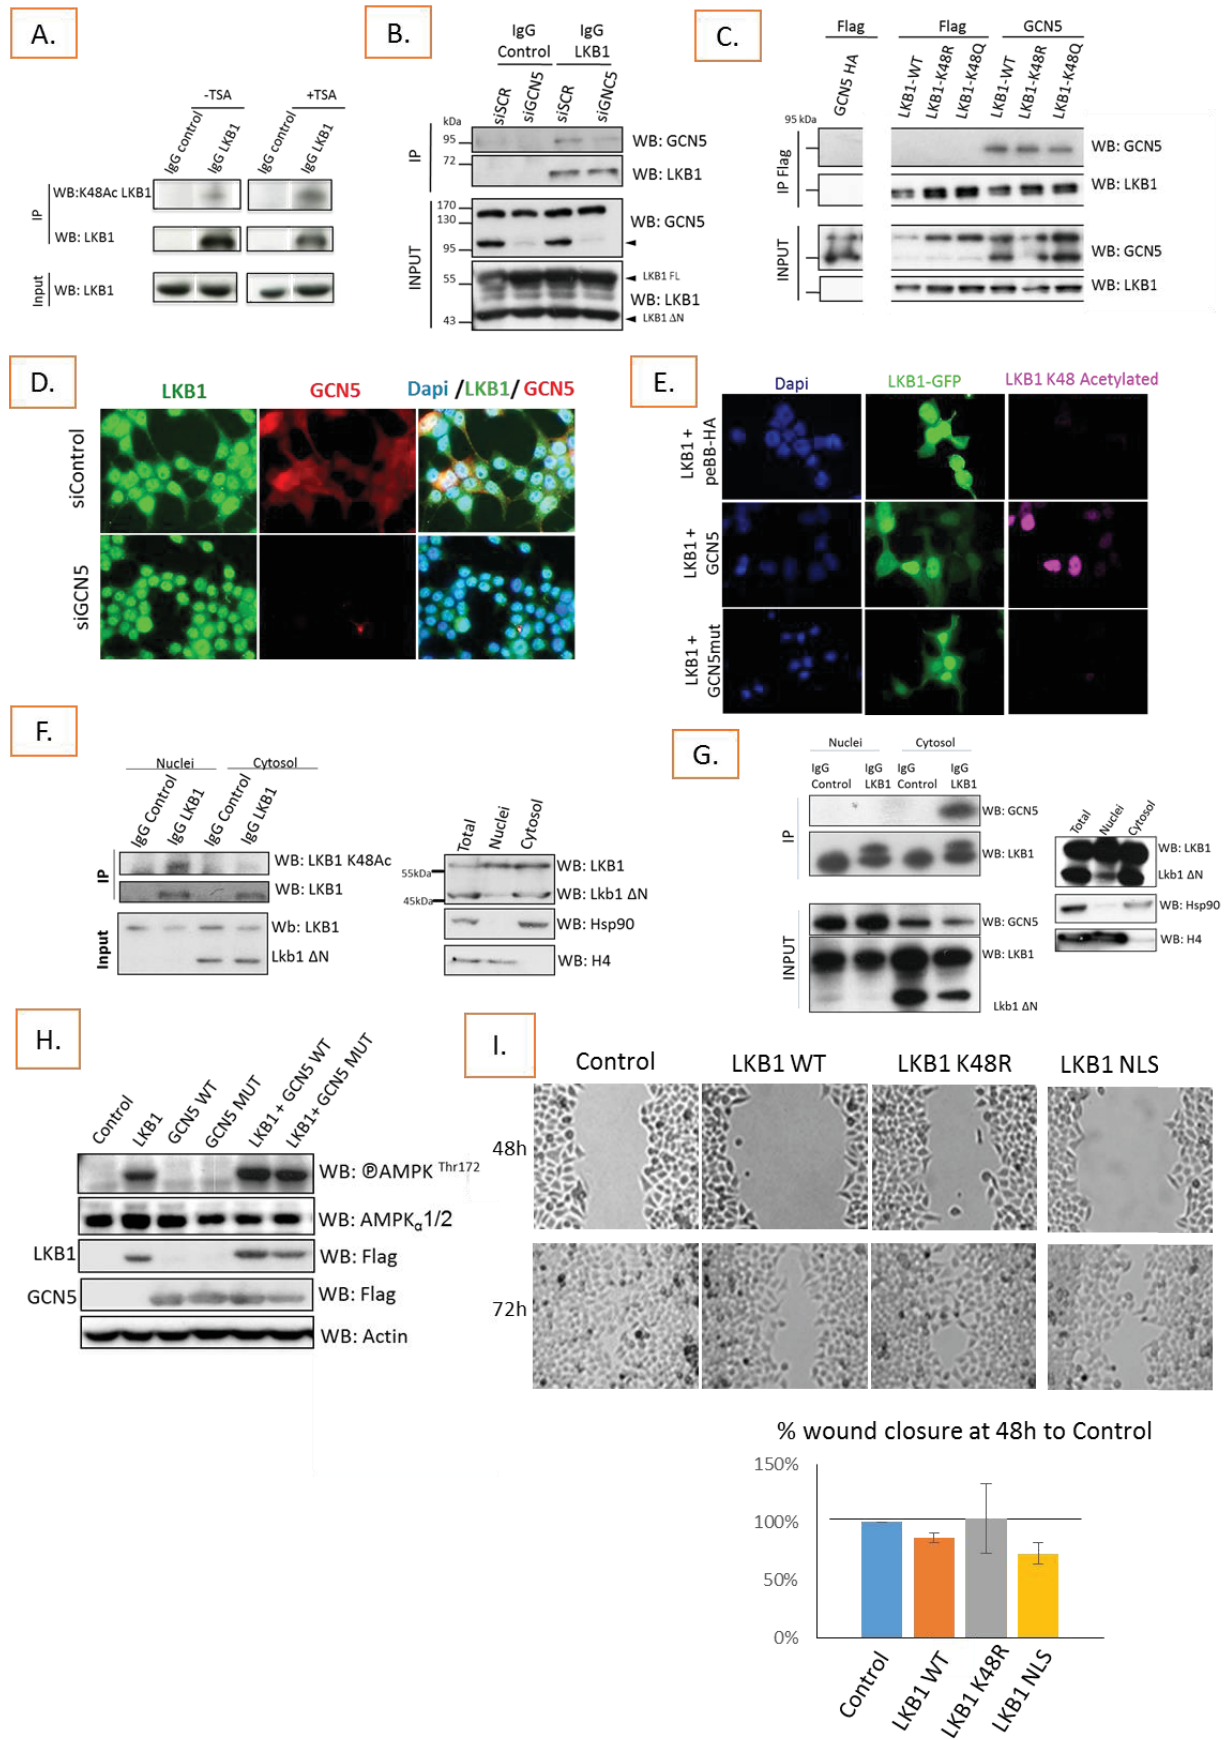 A.
-TSA +TSA
IgG control IgG LKB1 IgG control IgG LKB1
IP
WB:K48Ac LKB1
WB: LKB1
Input
WB: LKB1
B.
IgG Control IgG LKB1
siSCR siGCN5 siSCR siGNC5
kDa
IP
95
WB: GCN5
72
WB: LKB1
INPUT
170
130
WB: GCN5
95
55
LKB1 FL
WB: LKB1
43
LKB1 ΔN
C.
Flag Flag GCN5
GCN5 HA LKB1-WT LKB1-K48R LKB1-K48Q LKB1-WT LKB1-K48R LKB1-K48Q
95 kDa
IP Flag
WB: GCN5
WB: LKB1
INPUT
WB: GCN5
WB: LKB1
D.
LKB1 GCN5 Dapi /LKB1/ GCN5
siControl
siGCN5
E.
Dapi LKB1-GFP LKB1 K48 Acetylated
LKB1 +
peBB-HA
LKB1 +
GCN5
LKB1 +
GCN5mut
F.
Nuclei Cytosol
IgG Control IgG LKB1 IgG Control IgG LKB1
IP
WB: LKB1 K48Ac
WB: LKB1
Input
Wb: LKB1
Lkb1 ΔN
Total Nuclei Cytosol
55kDa
WB: LKB1
45kDa
WB: Lkb1 ΔN
WB: Hsp90
WB: H4
G.
Nuclei Cytosol
IgG IgG IgG IgG
Control LKB1 Control LKB1
IP
WB: GCN5
WB: LKB1
INPUT
WB: GCN5
WB: LKB1
Lkb1 ΔN
Total Nuclei Cytosol
WB: LKB1
Lkb1 ΔN
WB: Hsp90
WB: H4
H.
Control LKB1 GCN5 WT GCN5 MUT LKB1+ GCN5 WT LKB1+ GCN5 MUT
WB: ⓅAMPK Thr172
WB: AMPKα1/2
LKB1 WB: Flag
GCN5 WB: Flag
WB: Actin
I.
Control LKB1 WT LKB1 K48R LKB1 NLS
48h
72h
% wound closure at 48h to Control
150%
100%
50%
0%
Control LKB1 WT LKB1 K48R LKB1 NLS